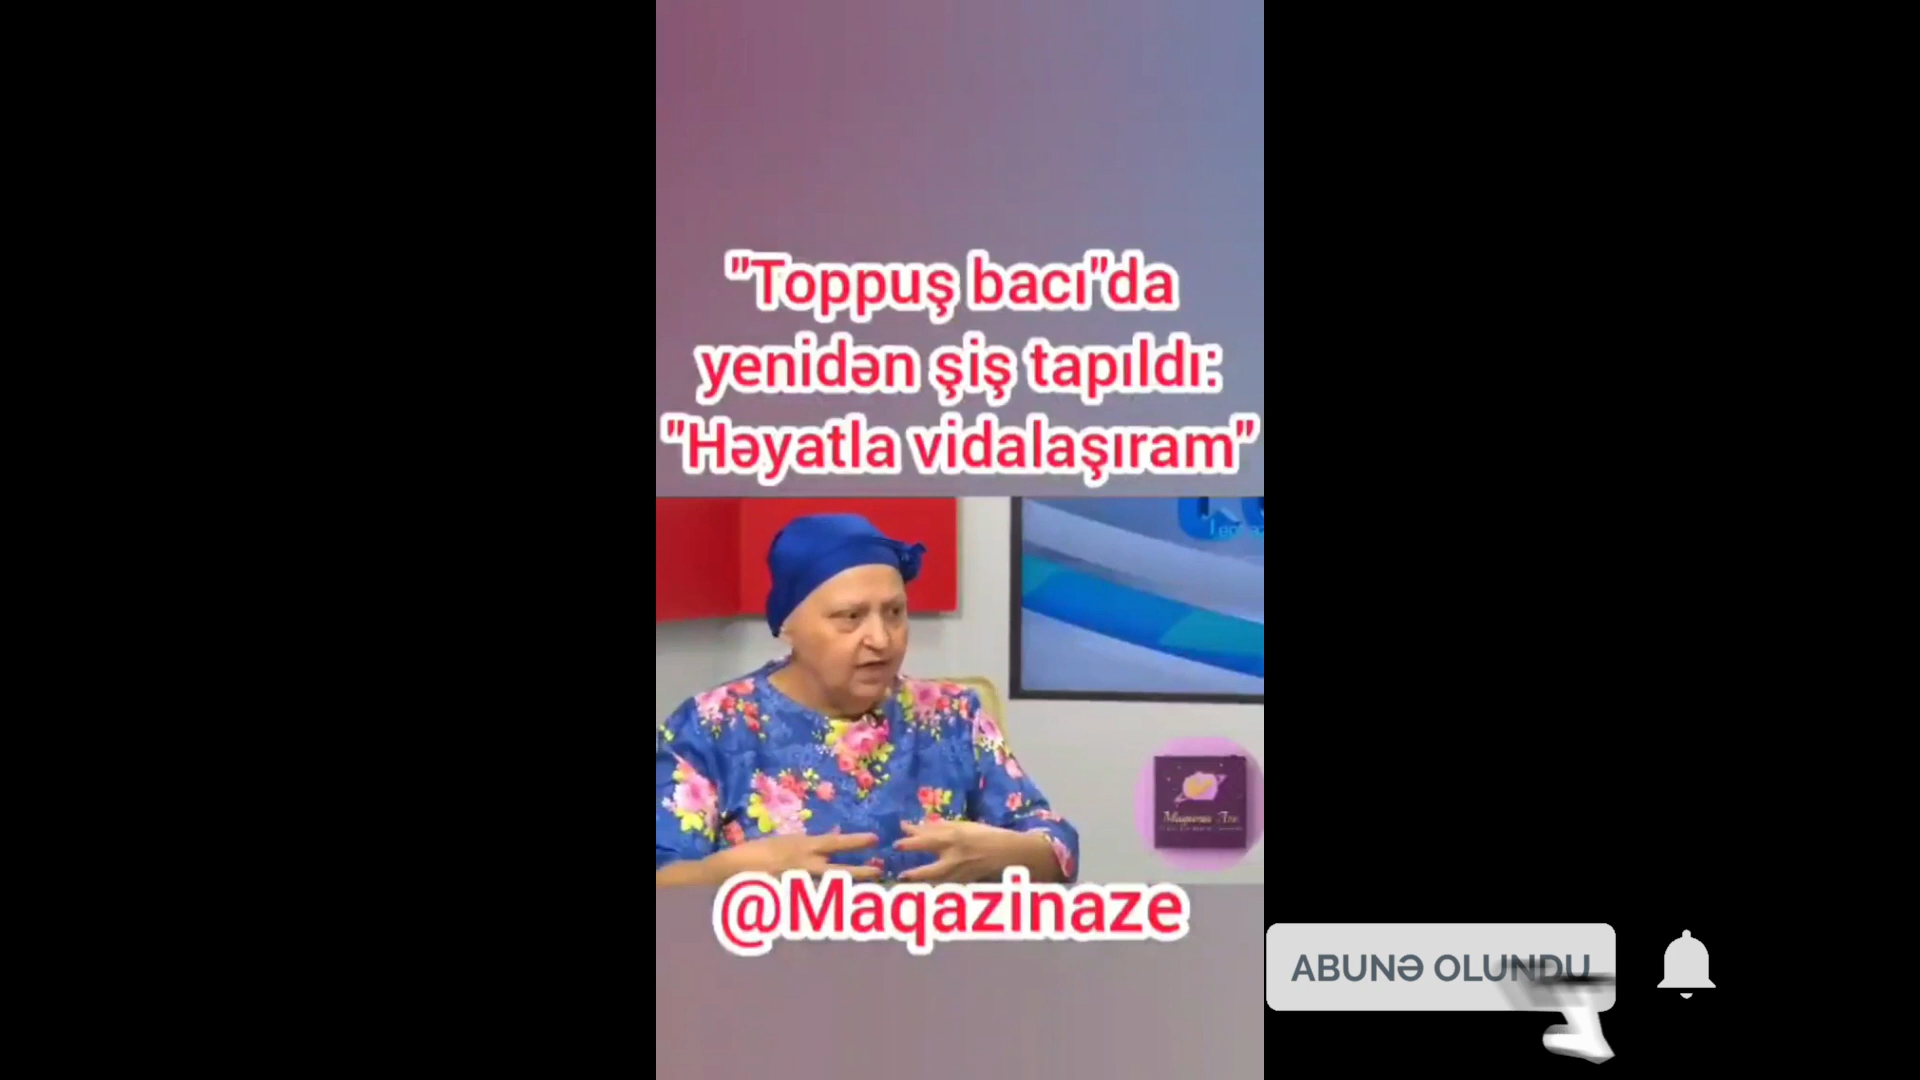 "Toppuş bacı"da
yenidən şiş tapıldı:
"Həyatla vidalaşıram"
@Maqazinaze
ABUNƏ OLUNDU